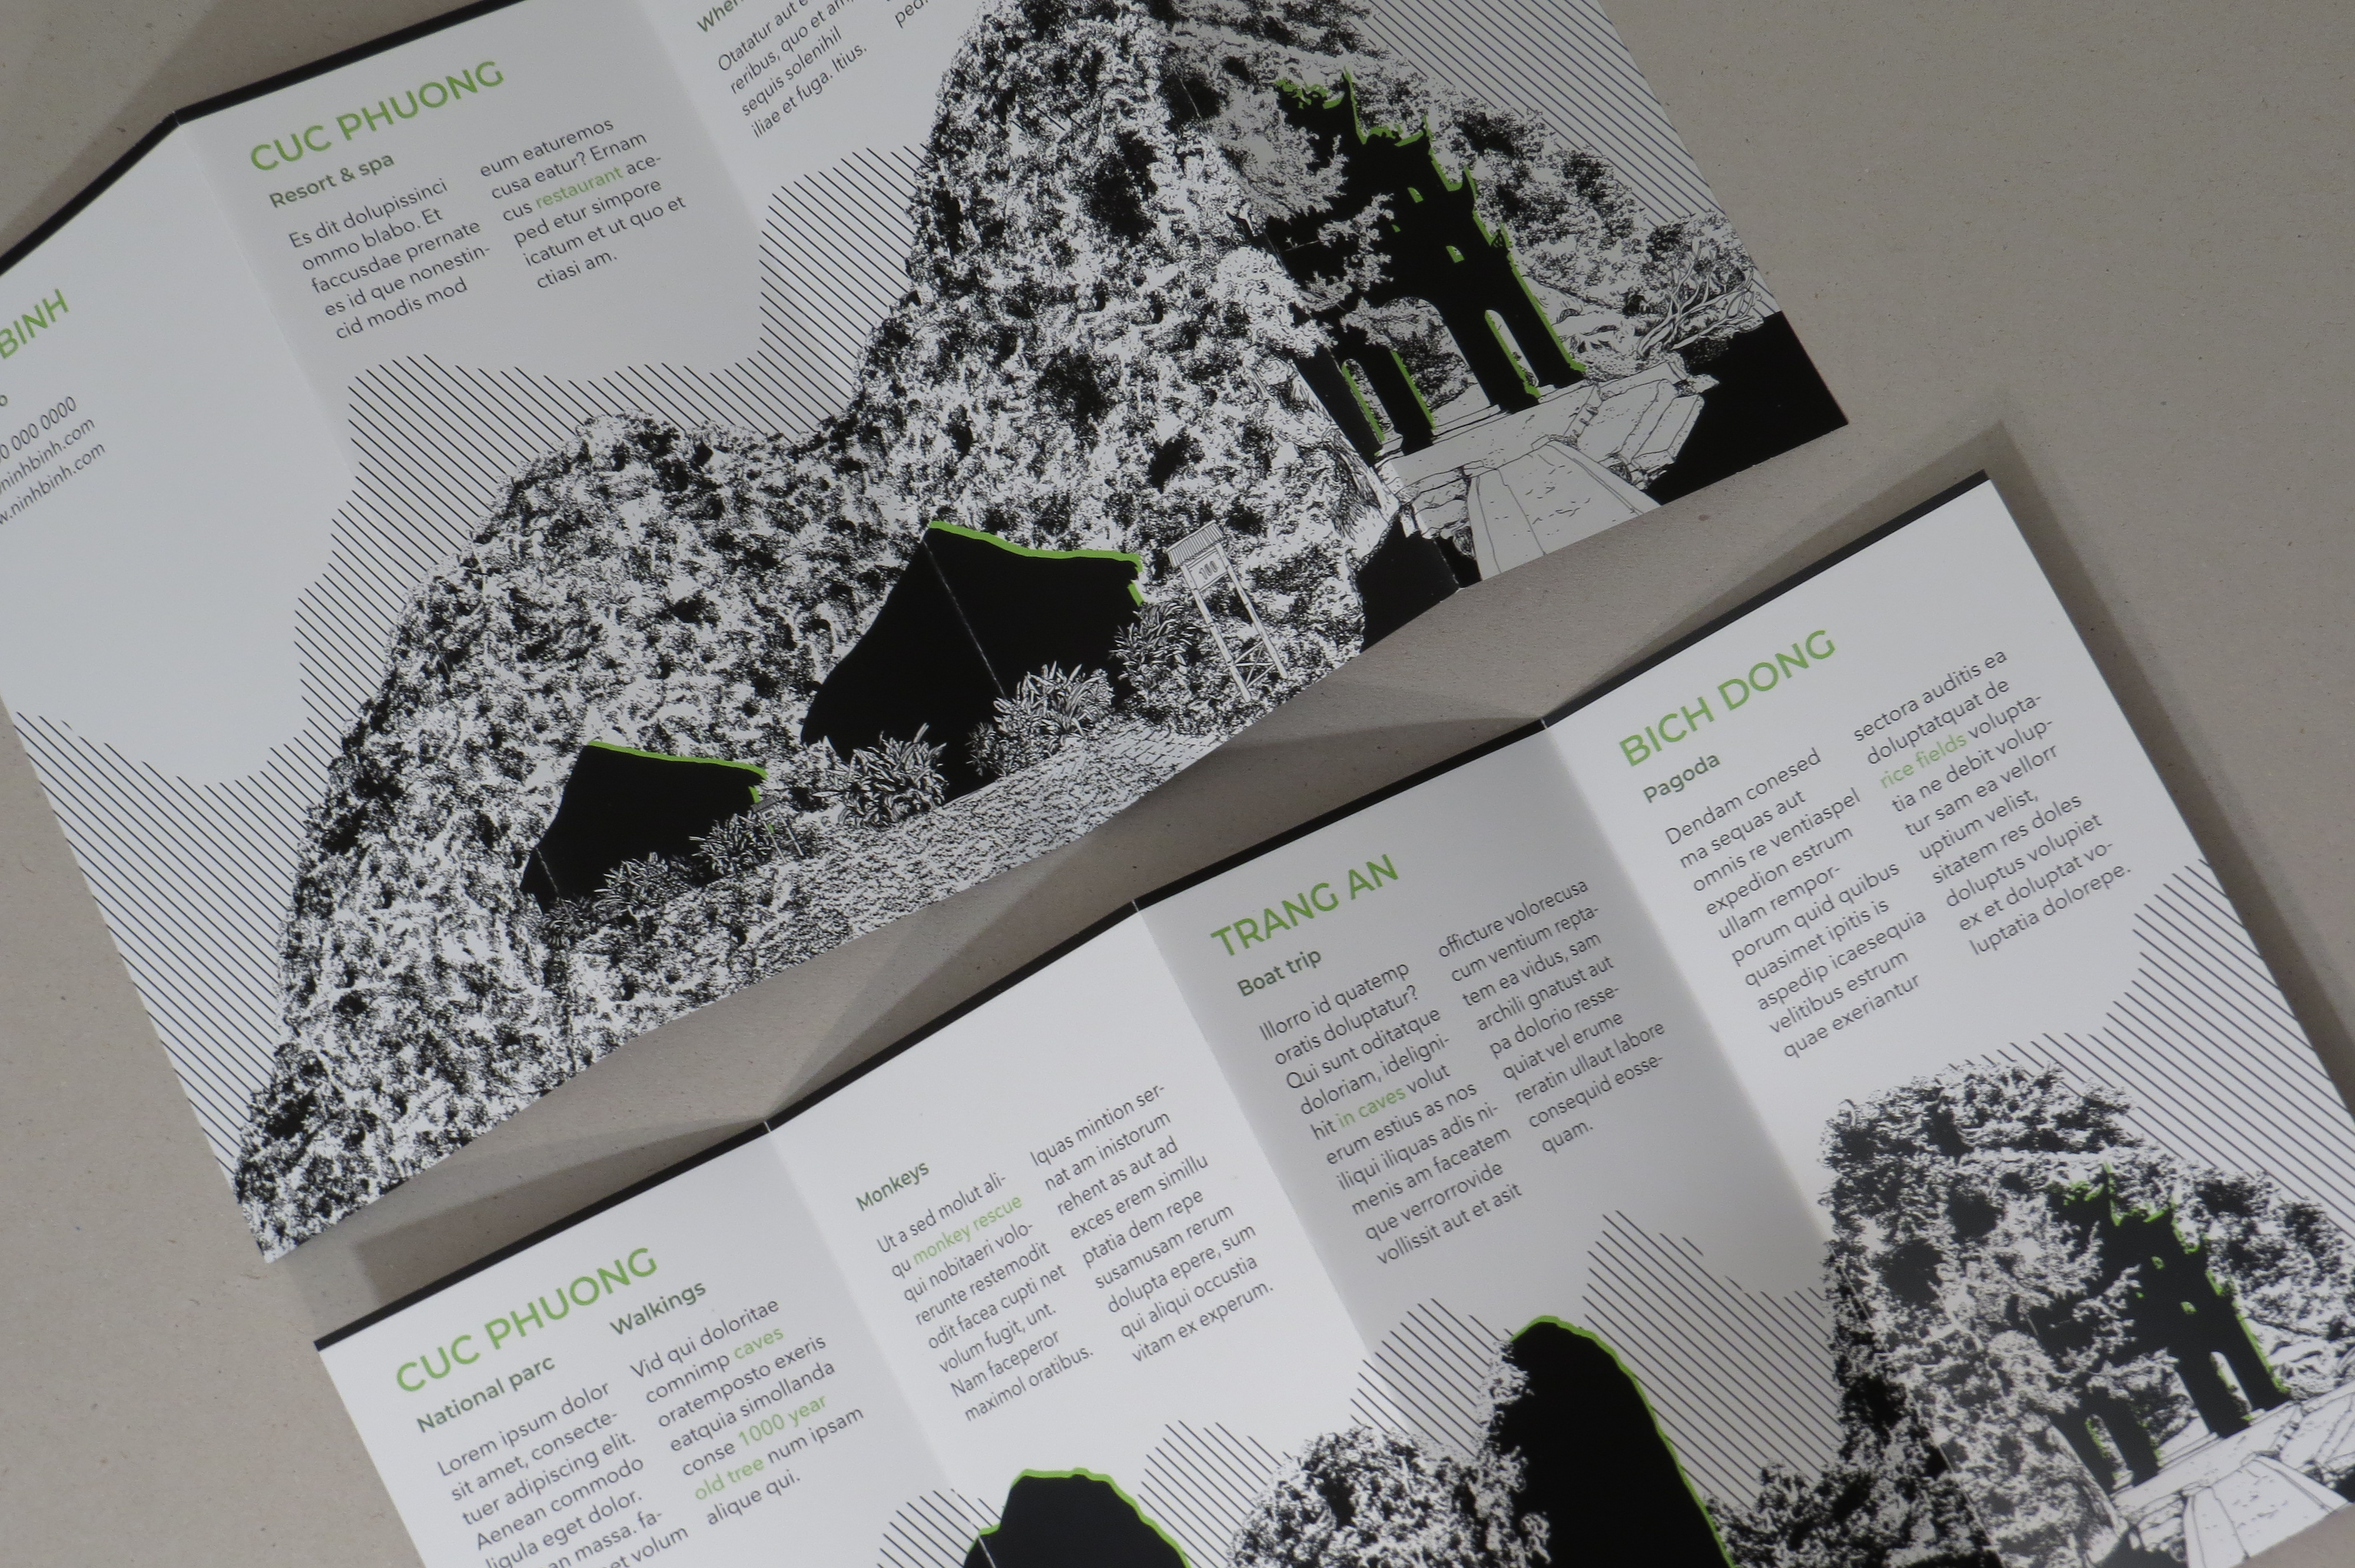 BINH
000 0000
ninhbinh.com
ninhbinh.com
CUC PHUONG
Resort & spa
Es dit dolupissinci
ommo blabo. Et
faccusdae prernate
es id que nonestin-
cid modis mod
eum eaturemos
cusa eatur? Ernam
cus restaurant ace-
ped etur simpore
icatum et ut quo et
ctiasi am.
Otatatur aut
reribus, quo et
sequis solenihil
iliae et fuga. Itius.
CUC PHUONG
National parc
Lorem ipsum dolor
sit amet, consecte-
tuer adipiscing elit.
Aenean commodo
ligula eget dolor.
massa. fa-
et volum
Walkings
Vid qui doloritae
comnimp caves
oratemposto exeris
eatquia simollanda
conse 1000 year
old tree num ipsam
alique qui.
Monkeys
Ut a sed molut ali:
qu monkey rescue
qui nobitaeri volo-
rerunte restemodit
odit facea cupti net
volum fugit, unt.
Nam faceperor
maximol oratibus.
Iquas mintion ser-
nat am inistorum
rehent as aut ad
exces erem simillu
ptatia dem repe
susamusam rerum
dolupta epere, sum
qui aliqui occustia
vitam ex experum.
TRANG AN
Boat trip
Illorro id quatemp
oratis doluptatur?
Qui sunt oditatque
doloriam,ideligni-
hit in caves volut
erum estius as nos
iliqui iliquas adis ni-
menis am faceatem
que verrorrovide
vollissit aut et asit
officture volorecusa
cum ventium repta-
tem ea vidus, sam
archili gnatust aut
pa dolorio resse-
quiat vel erume
reratin ullaut labore
consequid eosse-
quam.
BICH DONG
Pagoda
Dendam conesed
ma sequas aut
omnis re ventiaspel
expedion estrum
ullam rempor-
porum quid quibus
quasimet ipitis is
aspedip icaesequia
velitibus estrum
quae exeriantur
sectora auditis ea
doluptatquat de
rice fields volupta-
tia ne debit volup-
tur sam ea vellorr
uptium velist,
sitatem res doles
doluptus volupiet
ex et doluptat vo-
luptatia dolorepe.